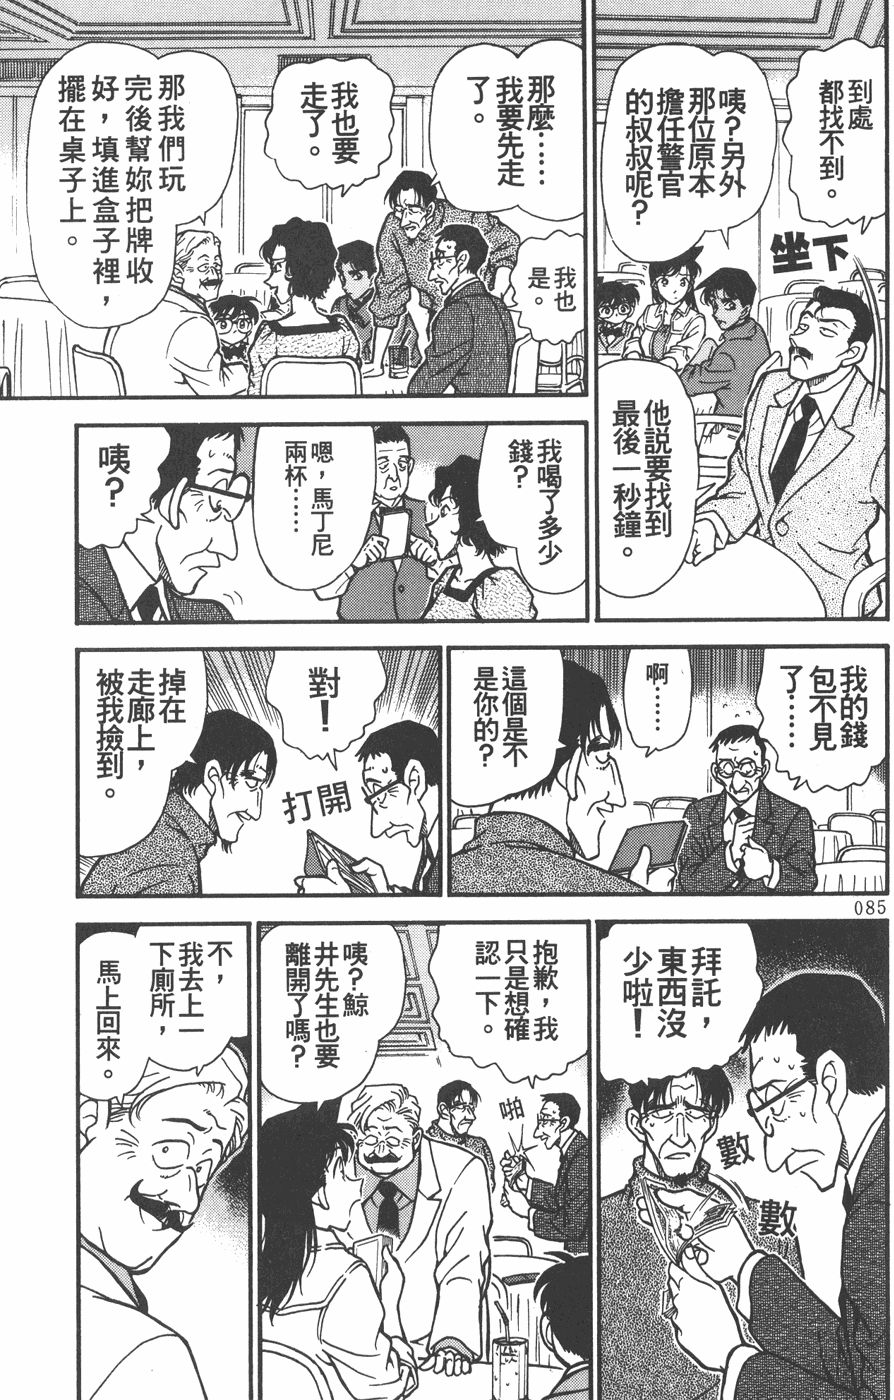 到處
都找不到。
咦?另外
那位原本
擔任警官
的叔叔呢?
坐下
他説要找到
最後一秒鐘。
那麼……
我要先走
了。
我也
是。
我也要
走了。
那我們玩
完後幫妳把牌收
好,填進盒子裡,
擺在桌子上。
我喝了多少
錢?
嗯,馬丁尼
兩杯……
咦?
我的錢
包不見
了……
啊……
這個是不
是你的?
對!
打開
掉在
走廊上,
被我撿到。
085
拜託,
東西沒
少啦!
數
數
抱歉,我
只是想確
認一下。
啪
咦?鯨
井先生也要
離開了嗎?
不,
我去上一
下廁所,
馬上回來。